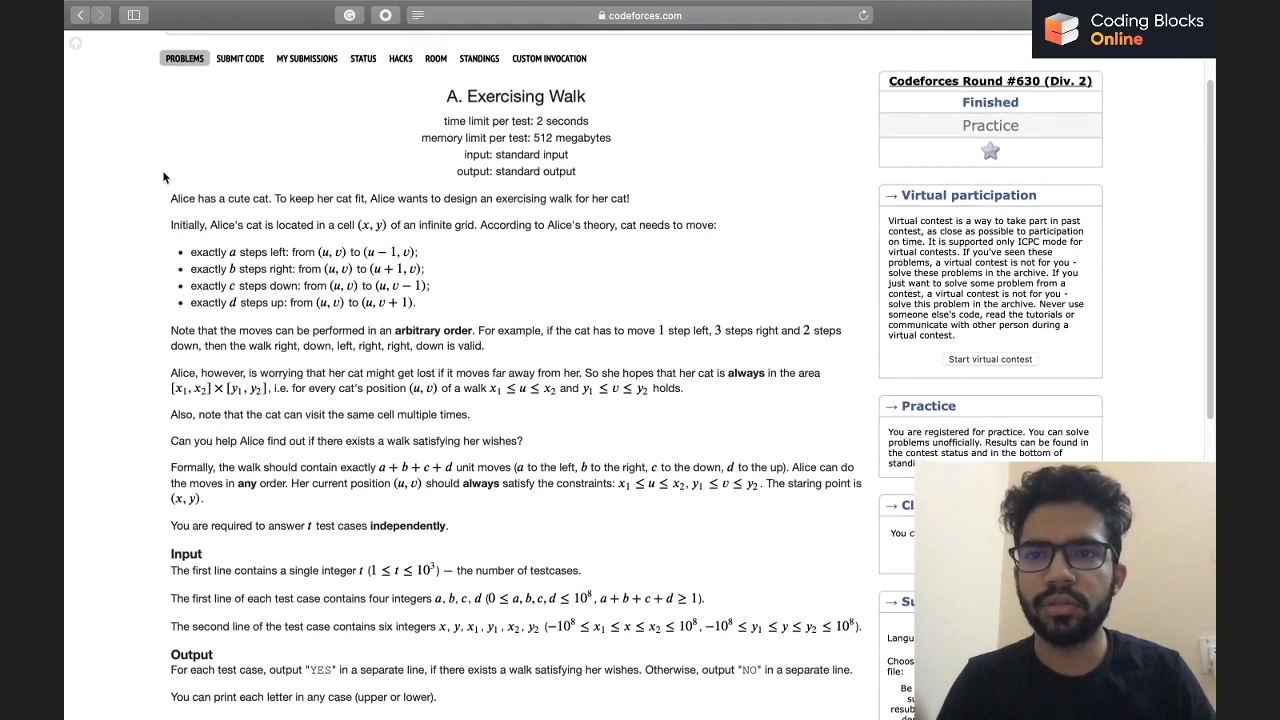 codeforces.com
Coding Blocks
Online
PROBLEMS SUBMIT CODE MY SUBMISSIONS STATUS HACKS ROOM STANDINGS CUSTOM INVOCATION
A. Exercising Walk
time limit per test: 2 seconds
memory limit per test: 512 megabytes
input: standard input
output: standard output
Alice has a cute cat. To keep her cat fit, Alice wants to design an exercising walk for her cat!
Initially, Alice's cat is located in a cell (x, y) of an infinite grid. According to Alice's theory, cat needs to move:
• exactly a steps left: from (u, v) to (u − 1, v);
• exactly b steps right: from (u, v) to (u + 1, v);
• exactly c steps down: from (u, v) to (u, v − 1);
• exactly d steps up: from (u, v) to (u, v + 1).
Note that the moves can be performed in an arbitrary order. For example, if the cat has to move 1 step left, 3 steps right and 2 steps
down, then the walk right, down, left, right, right, down is valid.
Alice, however, is worrying that her cat might get lost if it moves far away from her. So she hopes that her cat is always in the area
[x₁, x₂] × [y₁, y₂], i.e. for every cat's position (u, v) of a walk x₁ ≤ u ≤ x₂ and y₁ ≤ v ≤ y₂ holds.
Also, note that the cat can visit the same cell multiple times.
Can you help Alice find out if there exists a walk satisfying her wishes?
Formally, the walk should contain exactly a + b + c + d unit moves (a to the left, b to the right, c to the down, d to the up). Alice can do
the moves in any order. Her current position (u, v) should always satisfy the constraints: x₁ ≤ u ≤ x₂, y₁ ≤ v ≤ y₂. The staring point is
(x, y).
You are required to answer t test cases independently.
Input
The first line contains a single integer t (1 ≤ t ≤ 10³) — the number of testcases.
The first line of each test case contains four integers a, b, c, d (0 ≤ a, b, c, d ≤ 10⁸, a + b + c + d ≥ 1).
The second line of the test case contains six integers x, y, x₁, y₁, x₂, y₂ (−10⁸ ≤ x₁ ≤ x ≤ x₂ ≤ 10⁸, −10⁸ ≤ y₁ ≤ y ≤ y₂ ≤ 10⁸).
Output
For each test case, output "YES" in a separate line, if there exists a walk satisfying her wishes. Otherwise, output "NO" in a separate line.
You can print each letter in any case (upper or lower).
Codeforces Round #630 (Div. 2)
Finished
Practice
→ Virtual participation
Virtual contest is a way to take part in past
contest, as close as possible to participation
on time. It is supported only ICPC mode for
virtual contests. If you've seen these
problems, a virtual contest is not for you -
solve these problems in the archive. If you
just want to solve some problem from a
contest, a virtual contest is not for you -
solve this problem in the archive. Never use
someone else's code, read the tutorials or
communicate with other person during a
virtual contest.
Start virtual contest
→ Practice
You are registered for practice. You can solve
problems unofficially. Results can be found in
the contest status and in the bottom of
→ Cl
You c
→
Choos
file:
Be